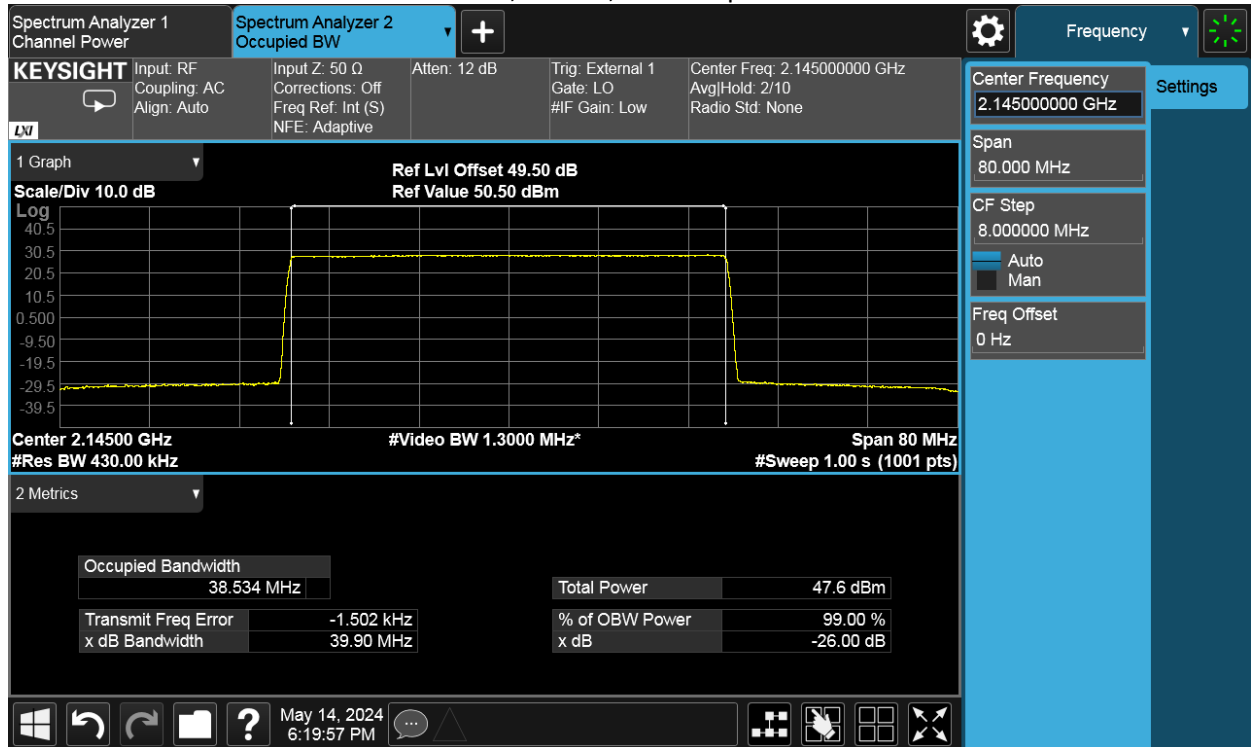 Spectrum Analyzer 1
Channel Power
Spectrum Analyzer 2
Occupied BW
Frequency
KEYSIGHT
LXI
Input: RF
Coupling: AC
Align: Auto
Input Z: 50 Ω
Corrections: Off
Freq Ref: Int (S)
NFE: Adaptive
Atten: 12 dB
Trig: External 1
Gate: LO
#IF Gain: Low
Center Freq: 2.145000000 GHz
Avg|Hold: 2/10
Radio Std: None
Center Frequency
2.145000000 GHz
Settings
Span
80.000 MHz
CF Step
8.000000 MHz
Auto
Man
Freq Offset
0 Hz
1 Graph
Scale/Div 10.0 dB
Ref Lvl Offset 49.50 dB
Ref Value 50.50 dBm
Log
40.5
30.5
20.5
10.5
0.500
-9.50
-19.5
-29.5
-39.5
Center 2.14500 GHz
#Video BW 1.3000 MHz*
Span 80 MHz
#Res BW 430.00 kHz
#Sweep 1.00 s (1001 pts)
2 Metrics
Occupied Bandwidth
38.534 MHz
Total Power 47.6 dBm
Transmit Freq Error -1.502 kHz
% of OBW Power 99.00 %
x dB Bandwidth 39.90 MHz
x dB -26.00 dB
?
May 14, 2024
6:19:57 PM